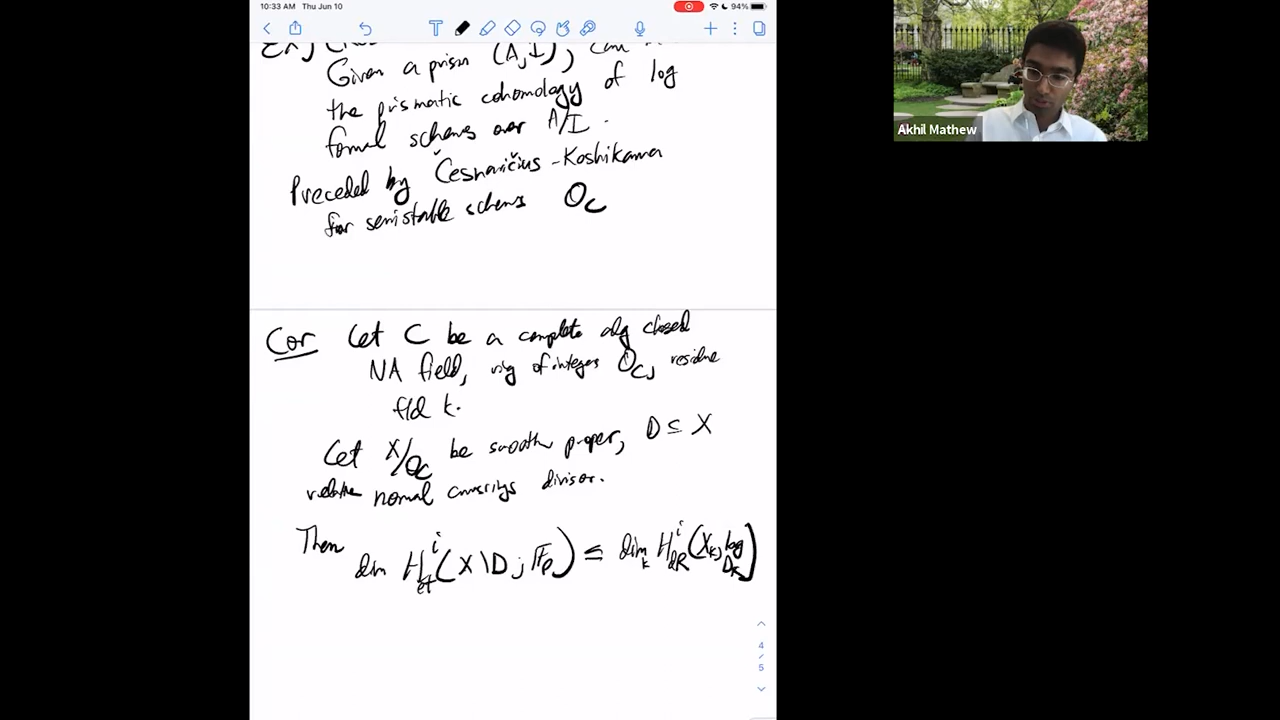 10:33 AM Thu Jun 10
94%
Given a prism (A, I), can
the prismatic cohomology of log
formal schemes over A/I.
Preceded by Česnavičius - Koshikawa
for semistable schemes O_C
Cor Let C be a complete alg closed
NA field, ring of integers O_C, residue
fld k.
Let X/O_C be smooth proper, D ⊆ X
relative normal crossings divisor.
Then dim H^i_et(X \ D; F_p) ≤ dim_k H^i_dR(X_k, log D_k)
4
5
Akhil Mathew